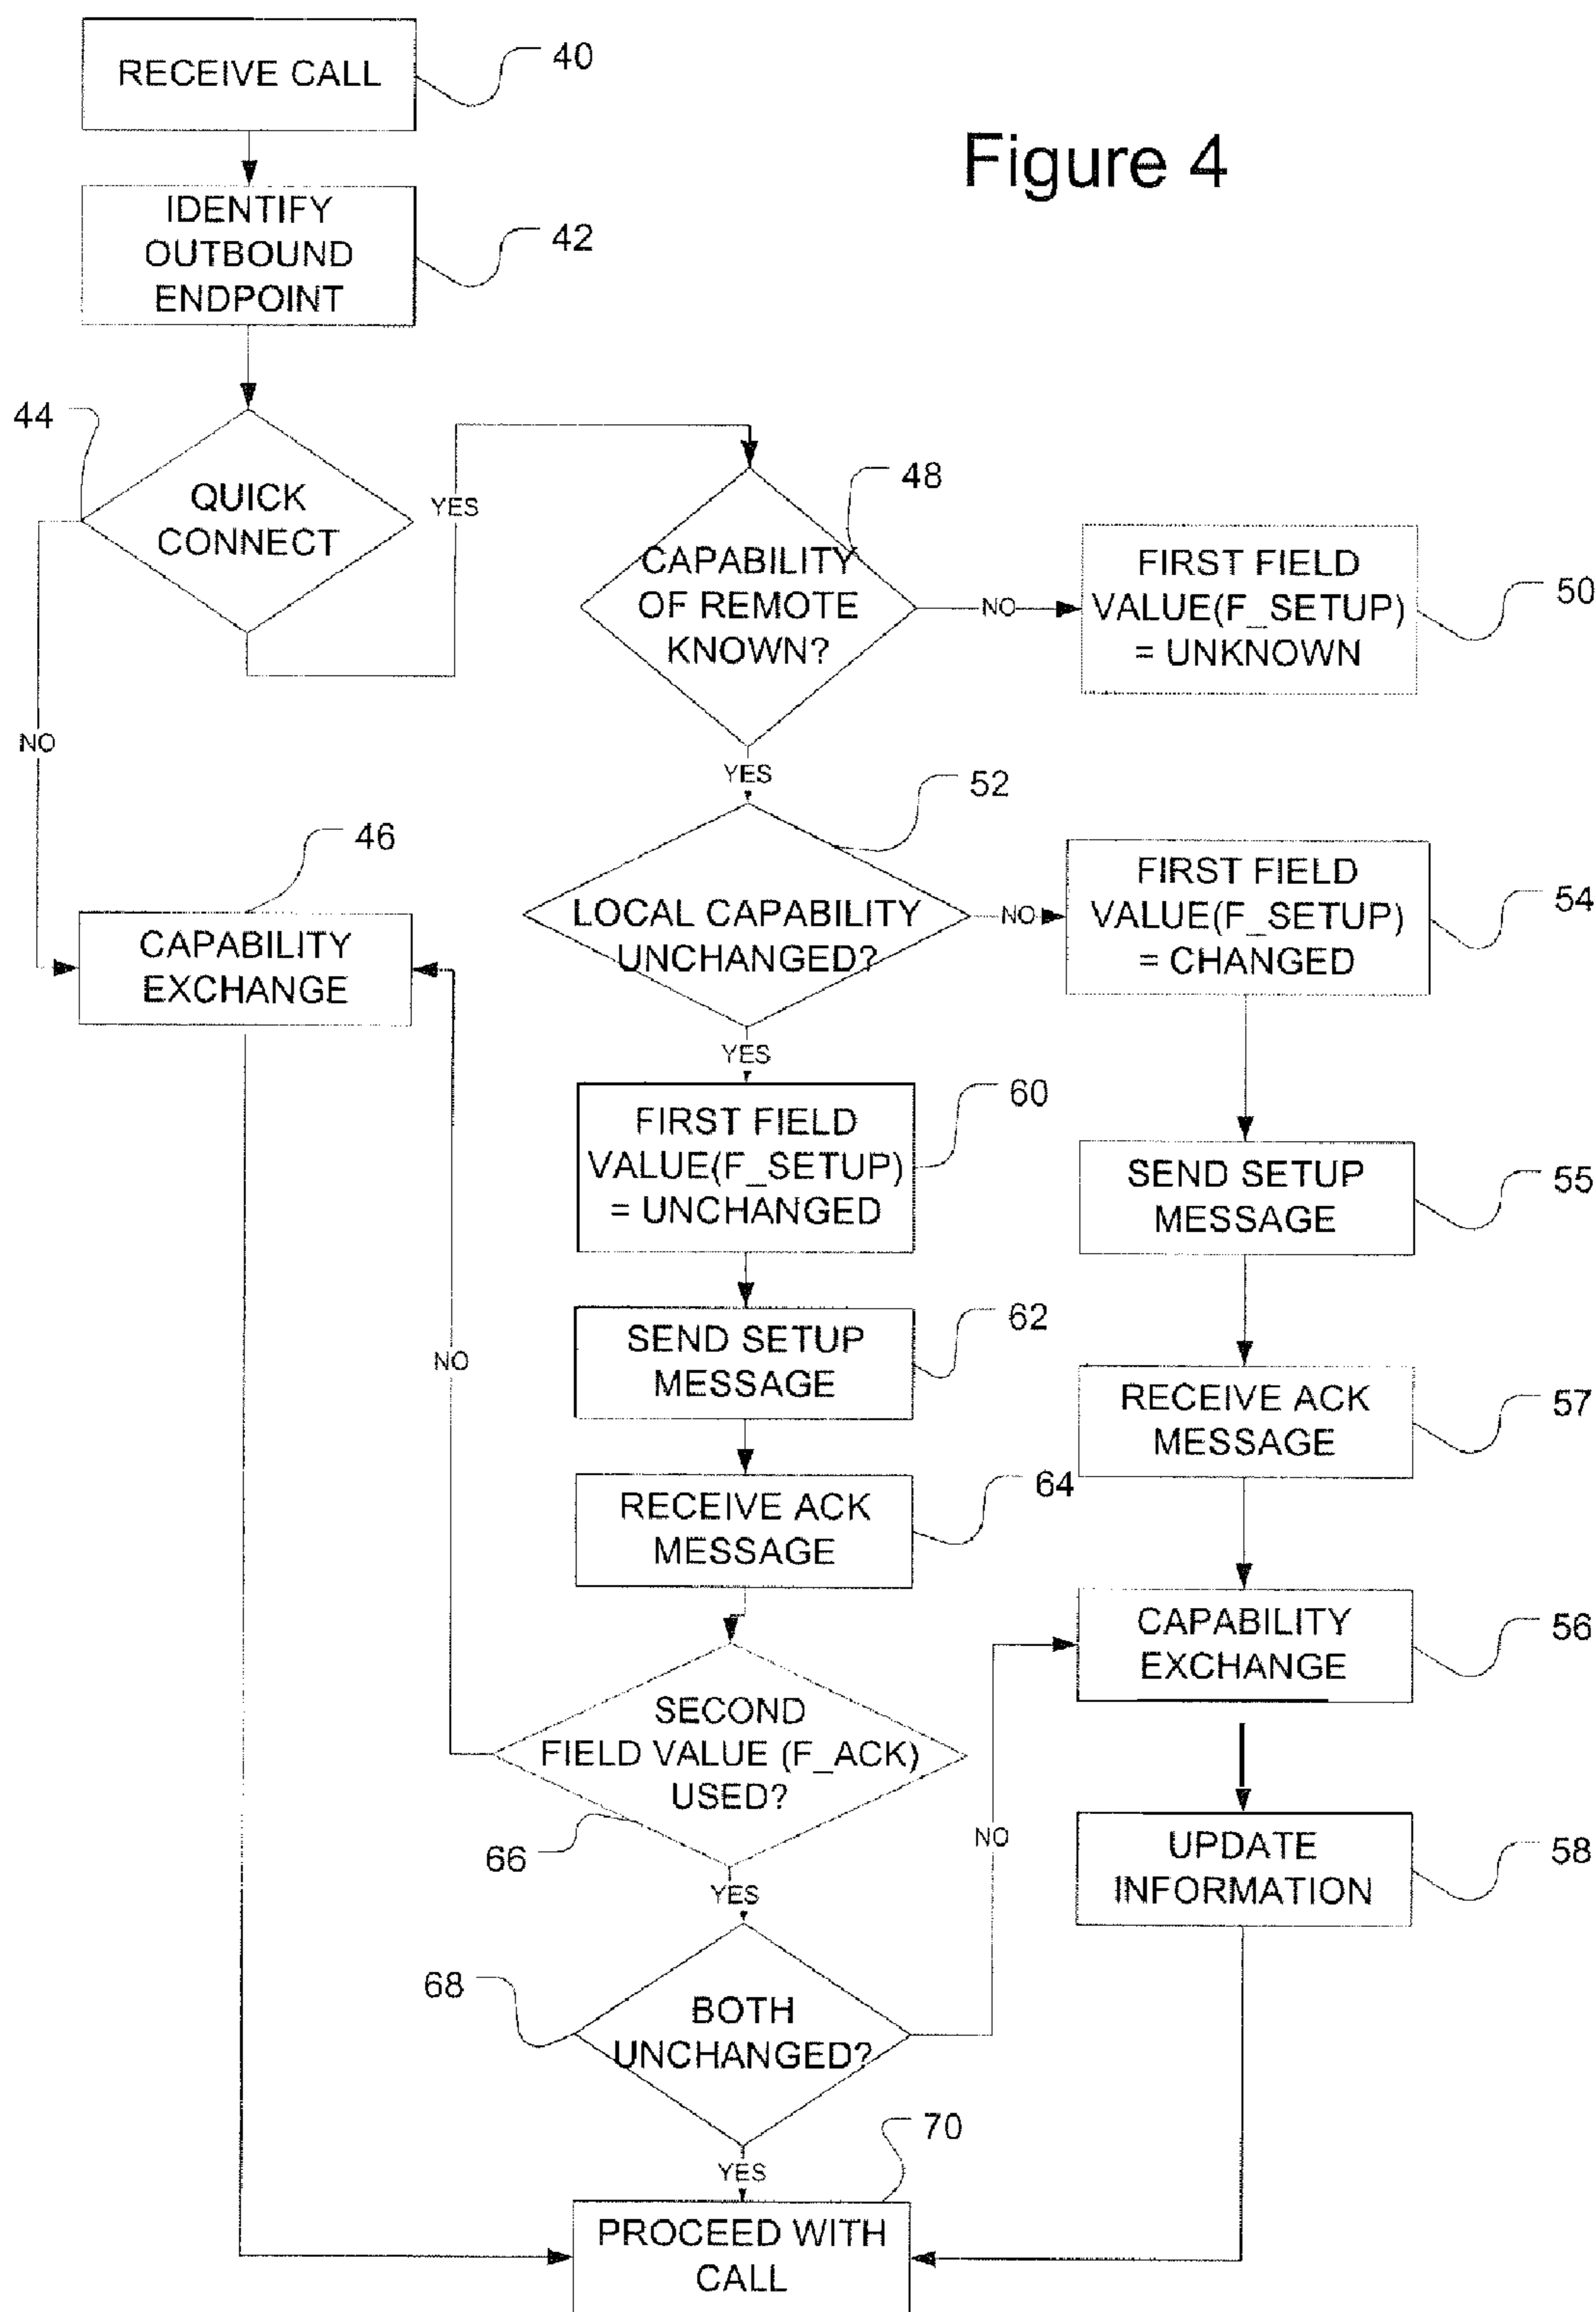 Figure 4
RECEIVE CALL
40
IDENTIFY
OUTBOUND
ENDPOINT
42
44
QUICK
CONNECT
YES
NO
48
CAPABILITY
OF REMOTE
KNOWN?
NO
FIRST FIELD
VALUE(F_SETUP)
= UNKNOWN
50
YES
52
LOCAL CAPABILITY
UNCHANGED?
NO
FIRST FIELD
VALUE(F_SETUP)
= CHANGED
54
46
CAPABILITY
EXCHANGE
YES
60
FIRST FIELD
VALUE(F_SETUP)
= UNCHANGED
SEND SETUP
MESSAGE
55
SEND SETUP
MESSAGE
62
NO
RECEIVE ACK
MESSAGE
57
RECEIVE ACK
MESSAGE
64
CAPABILITY
EXCHANGE
56
SECOND
FIELD VALUE (F_ACK)
USED?
66
YES
NO
UPDATE
INFORMATION
58
68
BOTH
UNCHANGED?
YES
70
PROCEED WITH
CALL